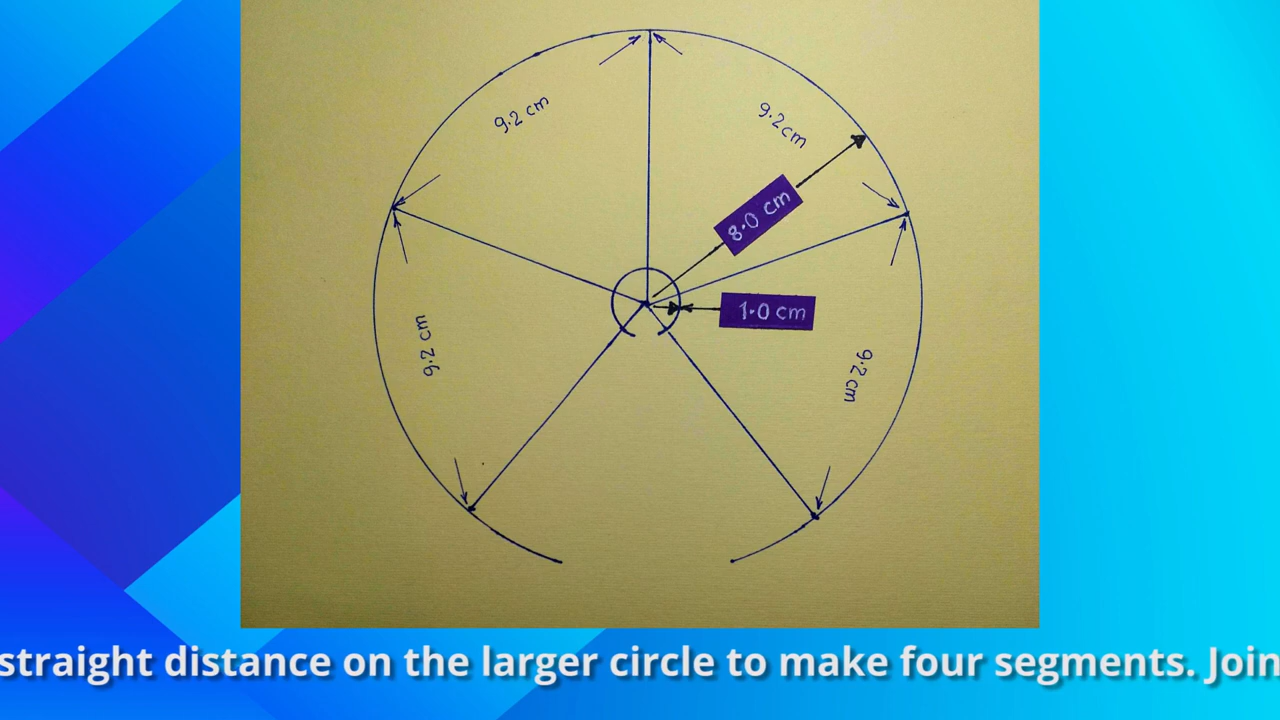 9.2 cm
9.2 cm
8.0 cm
1.0 cm
9.2 cm
9.2 cm
straight distance on the larger circle to make four segments. Join